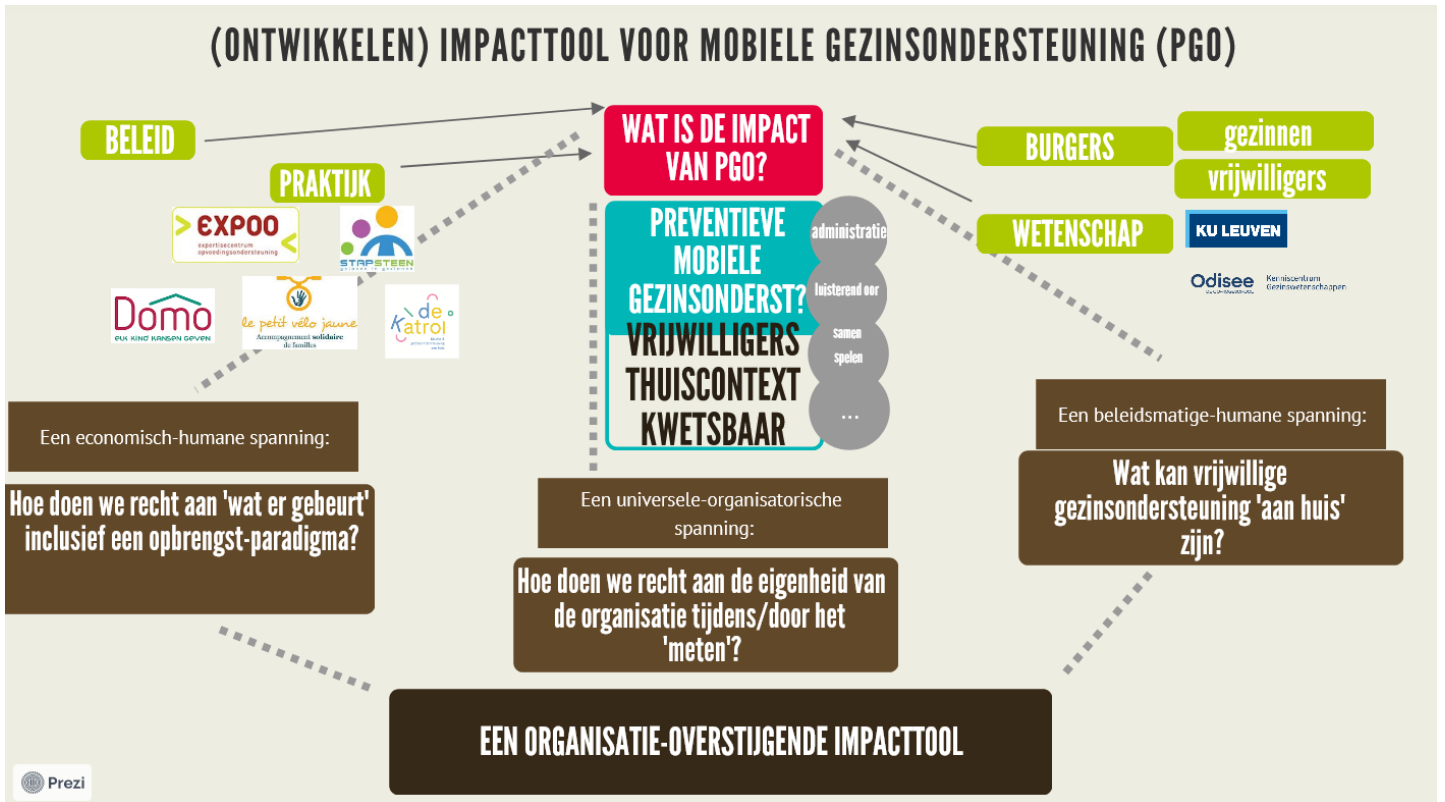 (ONTWIKKELEN) IMPACTTOOL VOOR MOBIELE GEZINSONDERSTEUNING (PGO)
BELEID
PRAKTIJK
EXPOO
expertisecentrum
opvoedingsondersteuning
STAPSTEEN
Domo
ELK KIND KANSEN GEVEN
le petit vélo jaune
Accompagnement solidaire
de familles
de
Katrol
WAT IS DE IMPACT
VAN PGO?
PREVENTIEVE
MOBIELE
GEZINSONDERST?
VRIJWILLIGERS
THUISCONTEXT
KWETSBAAR
administratie
luisterend oor
samen
spelen
...
BURGERS
gezinnen
vrijwilligers
WETENSCHAP
KU LEUVEN
Odisee
Kenniscentrum
Gezinswetenschappen
Een economisch-humane spanning:
Hoe doen we recht aan 'wat er gebeurt'
inclusief een opbrengst-paradigma?
Een universele-organisatorische
spanning:
Hoe doen we recht aan de eigenheid van
de organisatie tijdens/door het
'meten'?
Een beleidsmatige-humane spanning:
Wat kan vrijwillige
gezinsondersteuning 'aan huis'
zijn?
EEN ORGANISATIE-OVERSTIJGENDE IMPACTTOOL
Prezi